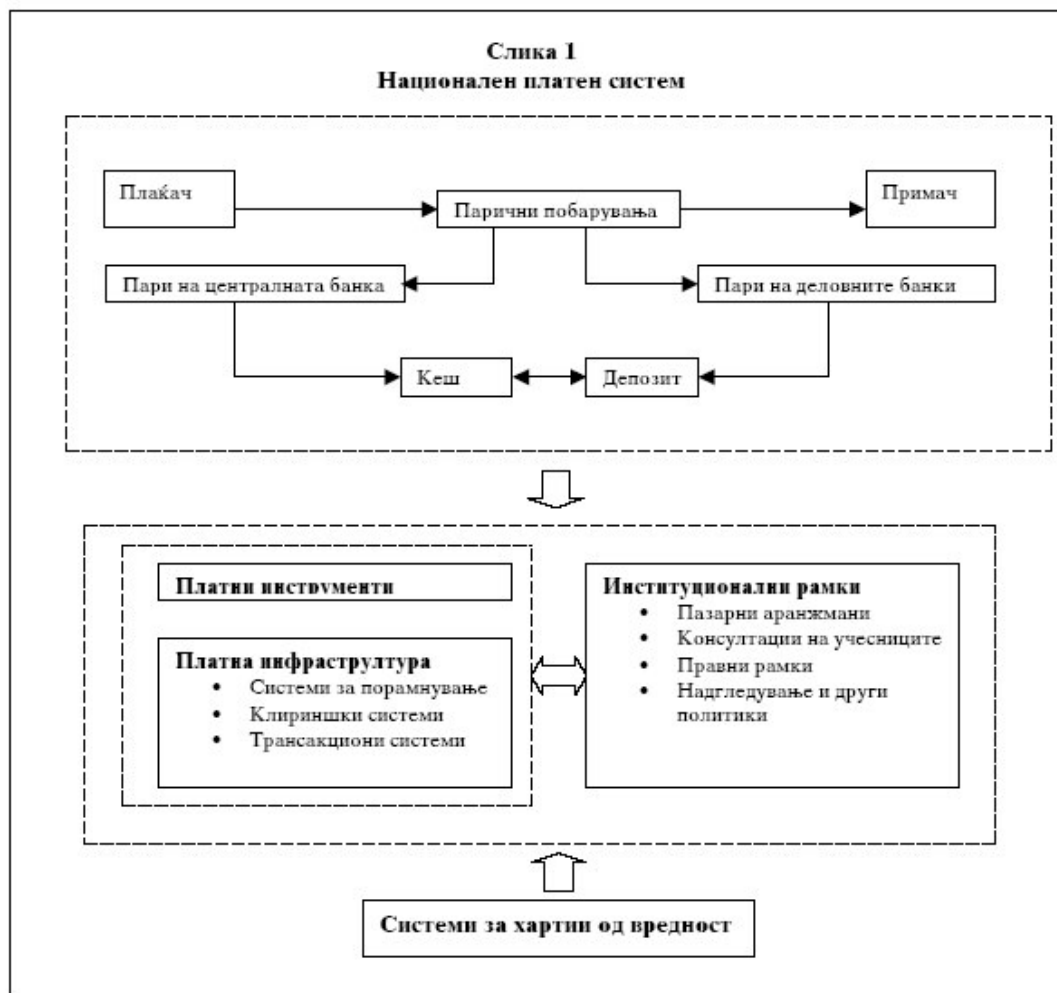 Слика 1
Национален платен систем
Плаќач
Парични побарувања
Примач
Пари на централната банка
Пари на деловните банки
Кеш
Депозит
Платни инструменти
Платна инфрастрултура
• Системи за порамнување
• Клириншки системи
• Трансакциони системи
Институционални рамки
• Пазарни аранжмани
• Консултации на учесниците
• Правни рамки
• Надгледување и други
политики
Системи за хартии од вредност